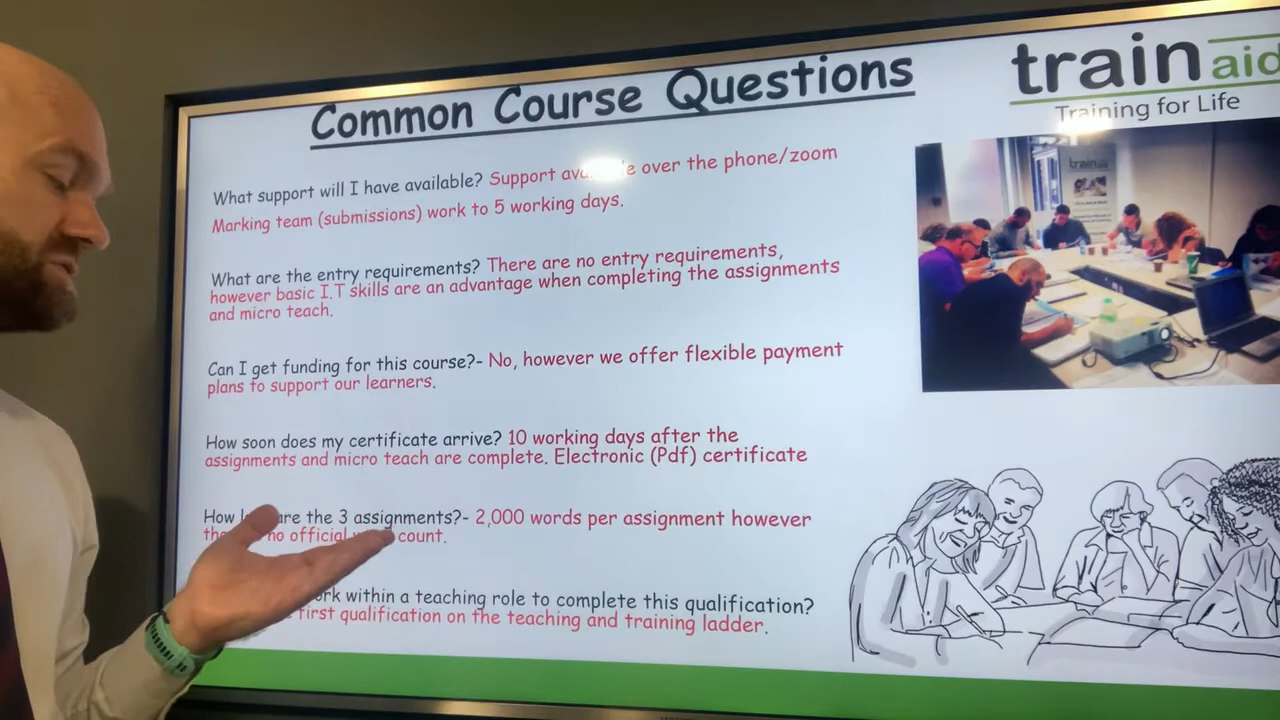 Common Course Questions
train aid
Training for Life
What support will I have available? Support over the phone/zoom
Marking team (submissions) work to 5 working days.
What are the entry requirements? There are no entry requirements,
however basic I.T skills are an advantage when completing the assignments
and micro teach.
Can I get funding for this course?- No, however we offer flexible payment
plans to support our learners.
How soon does my certificate arrive? 10 working days after the
assignments and micro teach are complete. Electronic (Pdf) certificate
How are the 3 assignments?- 2,000 words per assignment however
no official count.
within a teaching role to complete this qualification?
first qualification on the teaching and training ladder.
train